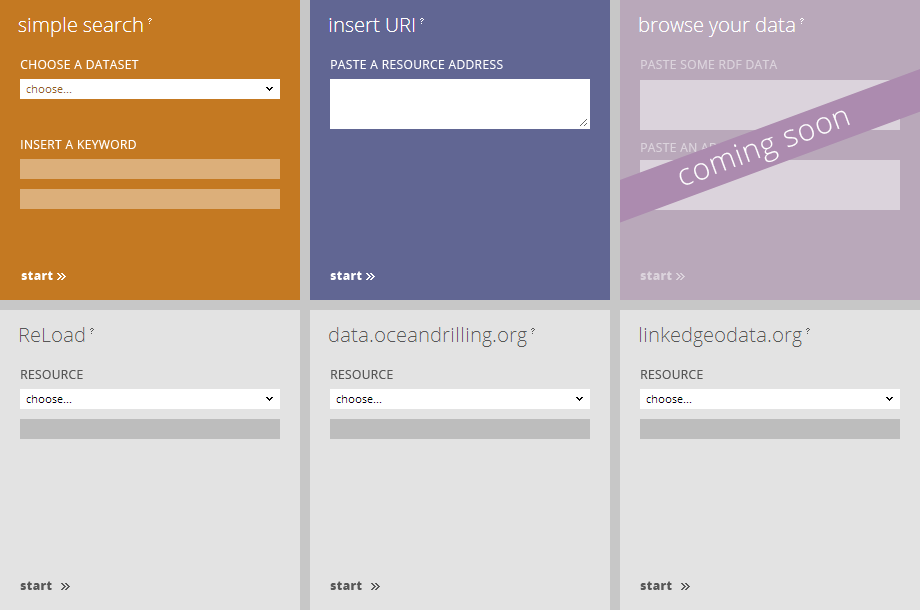 simple search ?
CHOOSE A DATASET
choose...
INSERT A KEYWORD
start »
insert URI ?
PASTE A RESOURCE ADDRESS
start »
browse your data ?
PASTE SOME RDF DATA
PASTE AN
coming soon
start »
ReLoad ?
RESOURCE
choose...
start »
data.oceandrilling.org ?
RESOURCE
choose...
start »
linkedgeodata.org ?
RESOURCE
choose...
start »